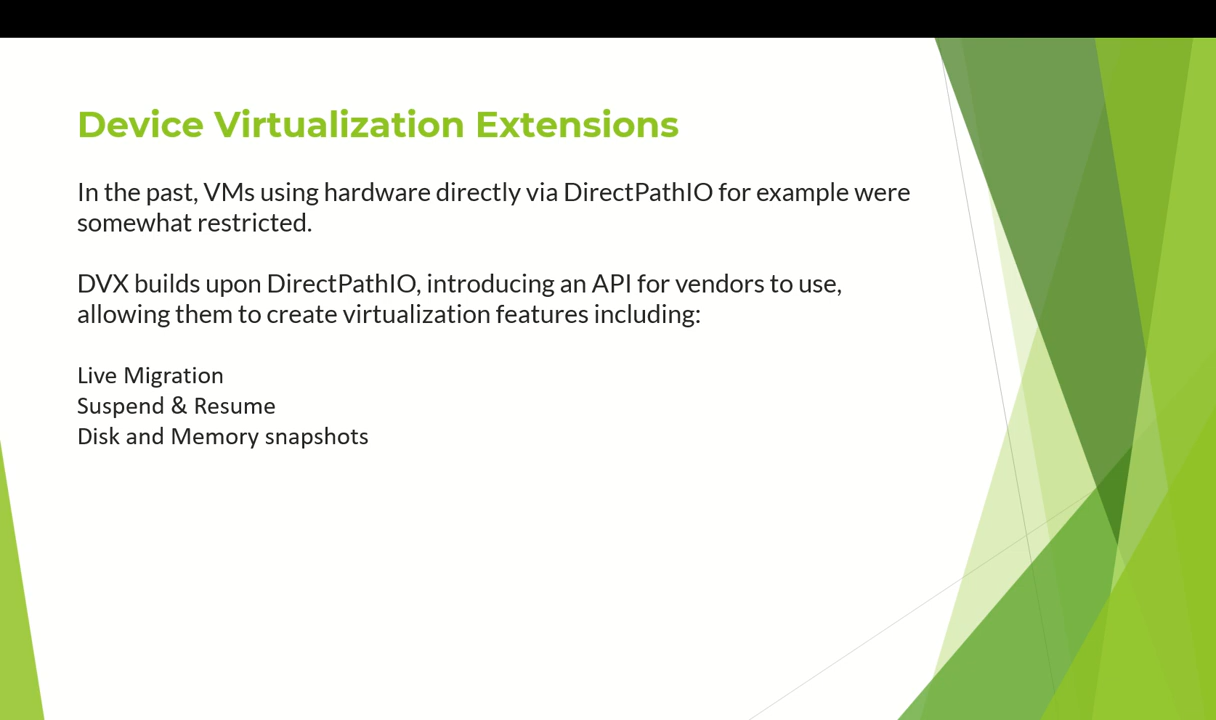 Device Virtualization Extensions
In the past, VMs using hardware directly via DirectPathIO for example were
somewhat restricted.
DVX builds upon DirectPathIO, introducing an API for vendors to use,
allowing them to create virtualization features including:
Live Migration
Suspend & Resume
Disk and Memory snapshots